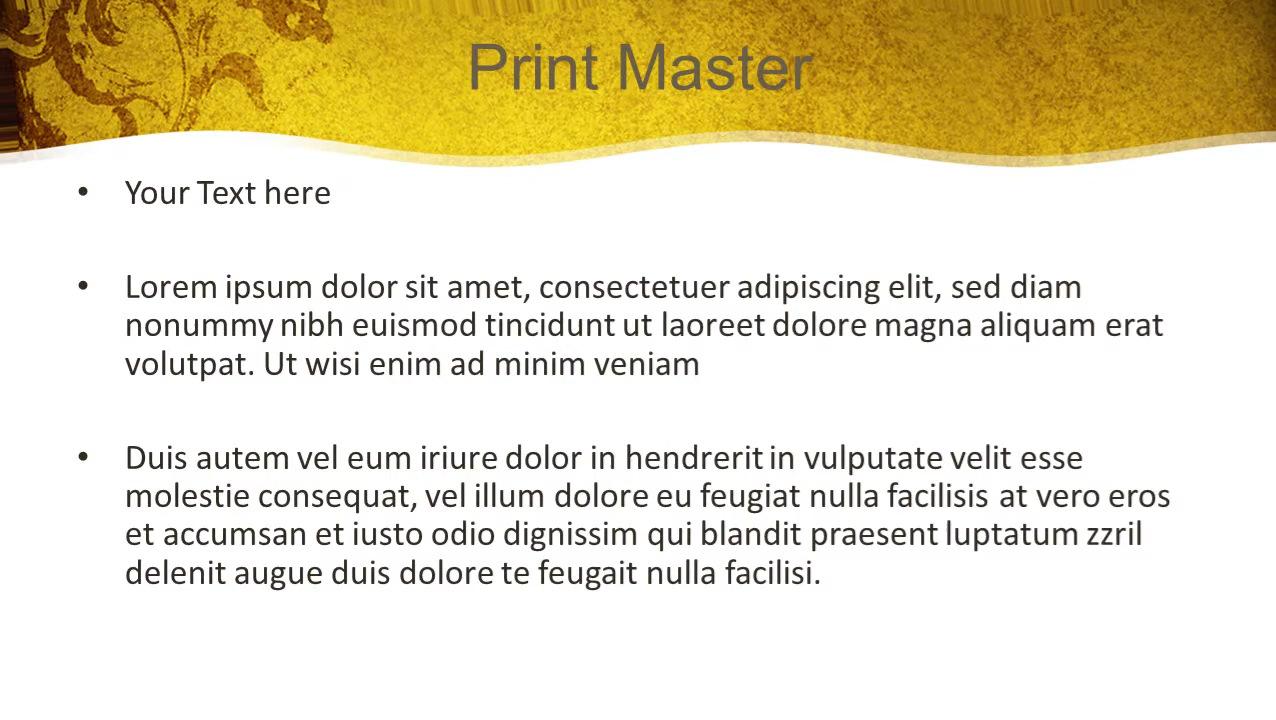 Print Master
• Your Text here
• Lorem ipsum dolor sit amet, consectetuer adipiscing elit, sed diam
nonummy nibh euismod tincidunt ut laoreet dolore magna aliquam erat
volutpat. Ut wisi enim ad minim veniam
• Duis autem vel eum iriure dolor in hendrerit in vulputate velit esse
molestie consequat, vel illum dolore eu feugiat nulla facilisis at vero eros
et accumsan et iusto odio dignissim qui blandit praesent luptatum zzril
delenit augue duis dolore te feugait nulla facilisi.